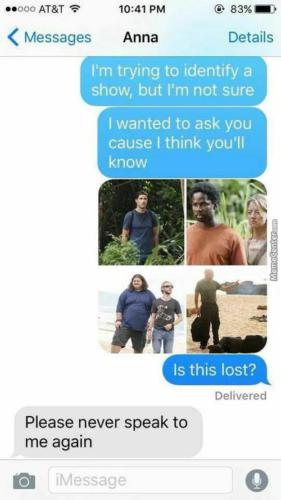 AT&T 10:41 PM 83%
Messages Anna Details
I'm trying to identify a
show, but I'm not sure
I wanted to ask you
cause I think you'll
know
MemeCenter.com
Is this lost?
Delivered
Please never speak to
me again
iMessage